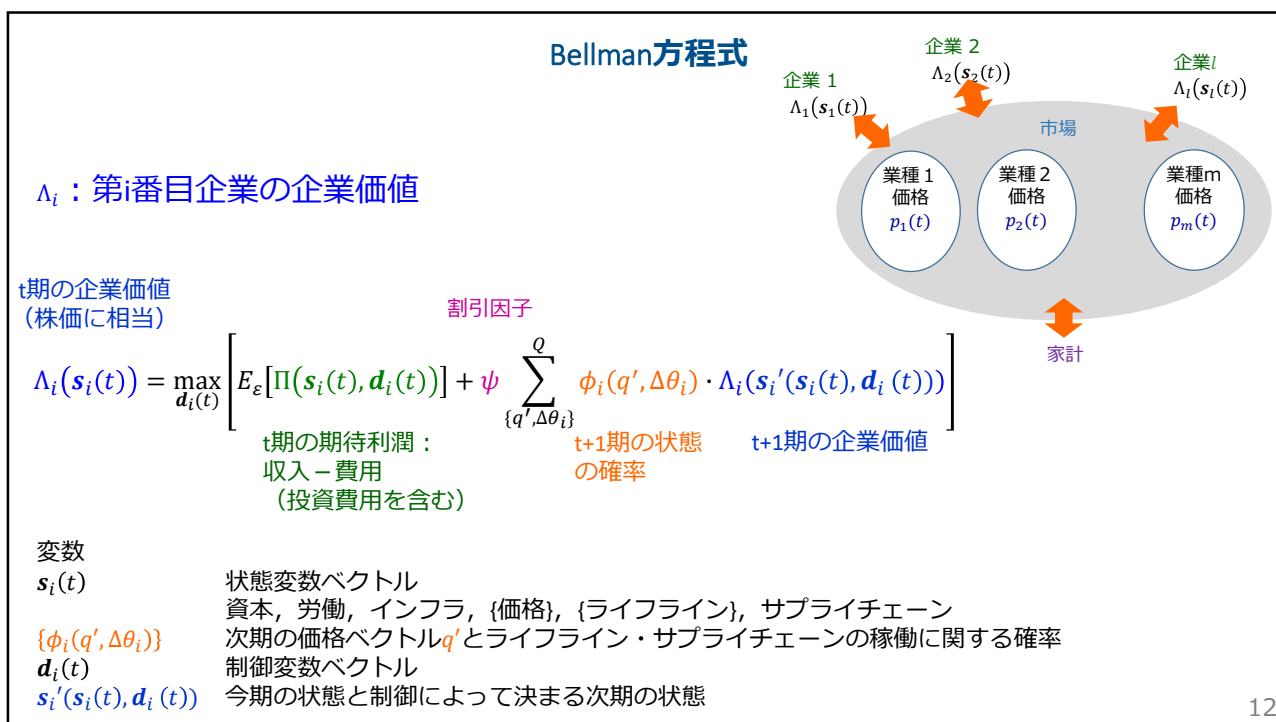 Bellman方程式
企業 1
Λ₁(s₁(t))
企業 2
Λ₂(s₂(t))
企業l
Λₗ(sₗ(t))
市場
業種１
価格
p₁(t)
業種２
価格
p₂(t)
業種m
価格
pₘ(t)
家計
Λᵢ：第i番目企業の企業価値
t期の企業価値
（株価に相当）
割引因子
Λᵢ(sᵢ(t)) = max_{dᵢ(t)} [ E_ε[Π(sᵢ(t), dᵢ(t))] + ψ ∑_{{q′,Δθᵢ}}^{Q} ϕᵢ(q′, Δθᵢ) · Λᵢ(sᵢ′(sᵢ(t), dᵢ (t))) ]
t期の期待利潤：
収入－費用
（投資費用を含む）
t+1期の状態
の確率
t+1期の企業価値
変数
sᵢ(t) 状態変数ベクトル
資本，労働，インフラ，{価格}，{ライフライン}，サプライチェーン
{ϕᵢ(q′, Δθᵢ)} 次期の価格ベクトルq′とライフライン・サプライチェーンの稼働に関する確率
dᵢ(t) 制御変数ベクトル
sᵢ′(sᵢ(t), dᵢ (t)) 今期の状態と制御によって決まる次期の状態
12